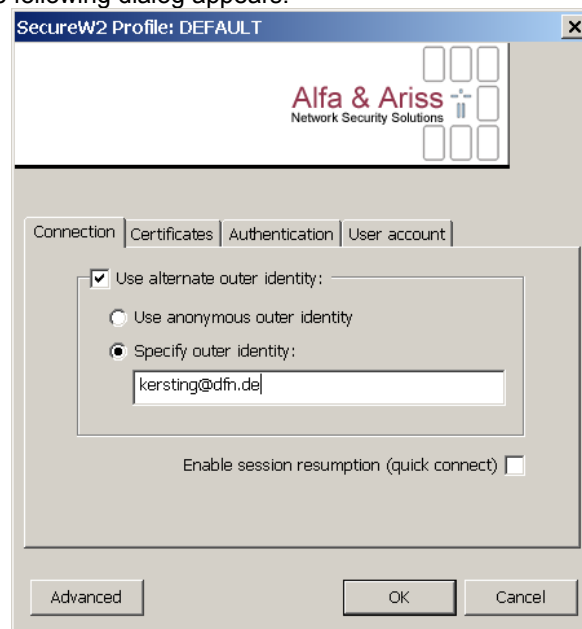 following dialog appears:
SecureW2 Profile: DEFAULT
Alfa & Ariss
Network Security Solutions
Connection Certificates Authentication User account
Use alternate outer identity:
Use anonymous outer identity
Specify outer identity:
kersting@dfn.de
Enable session resumption (quick connect)
Advanced OK Cancel